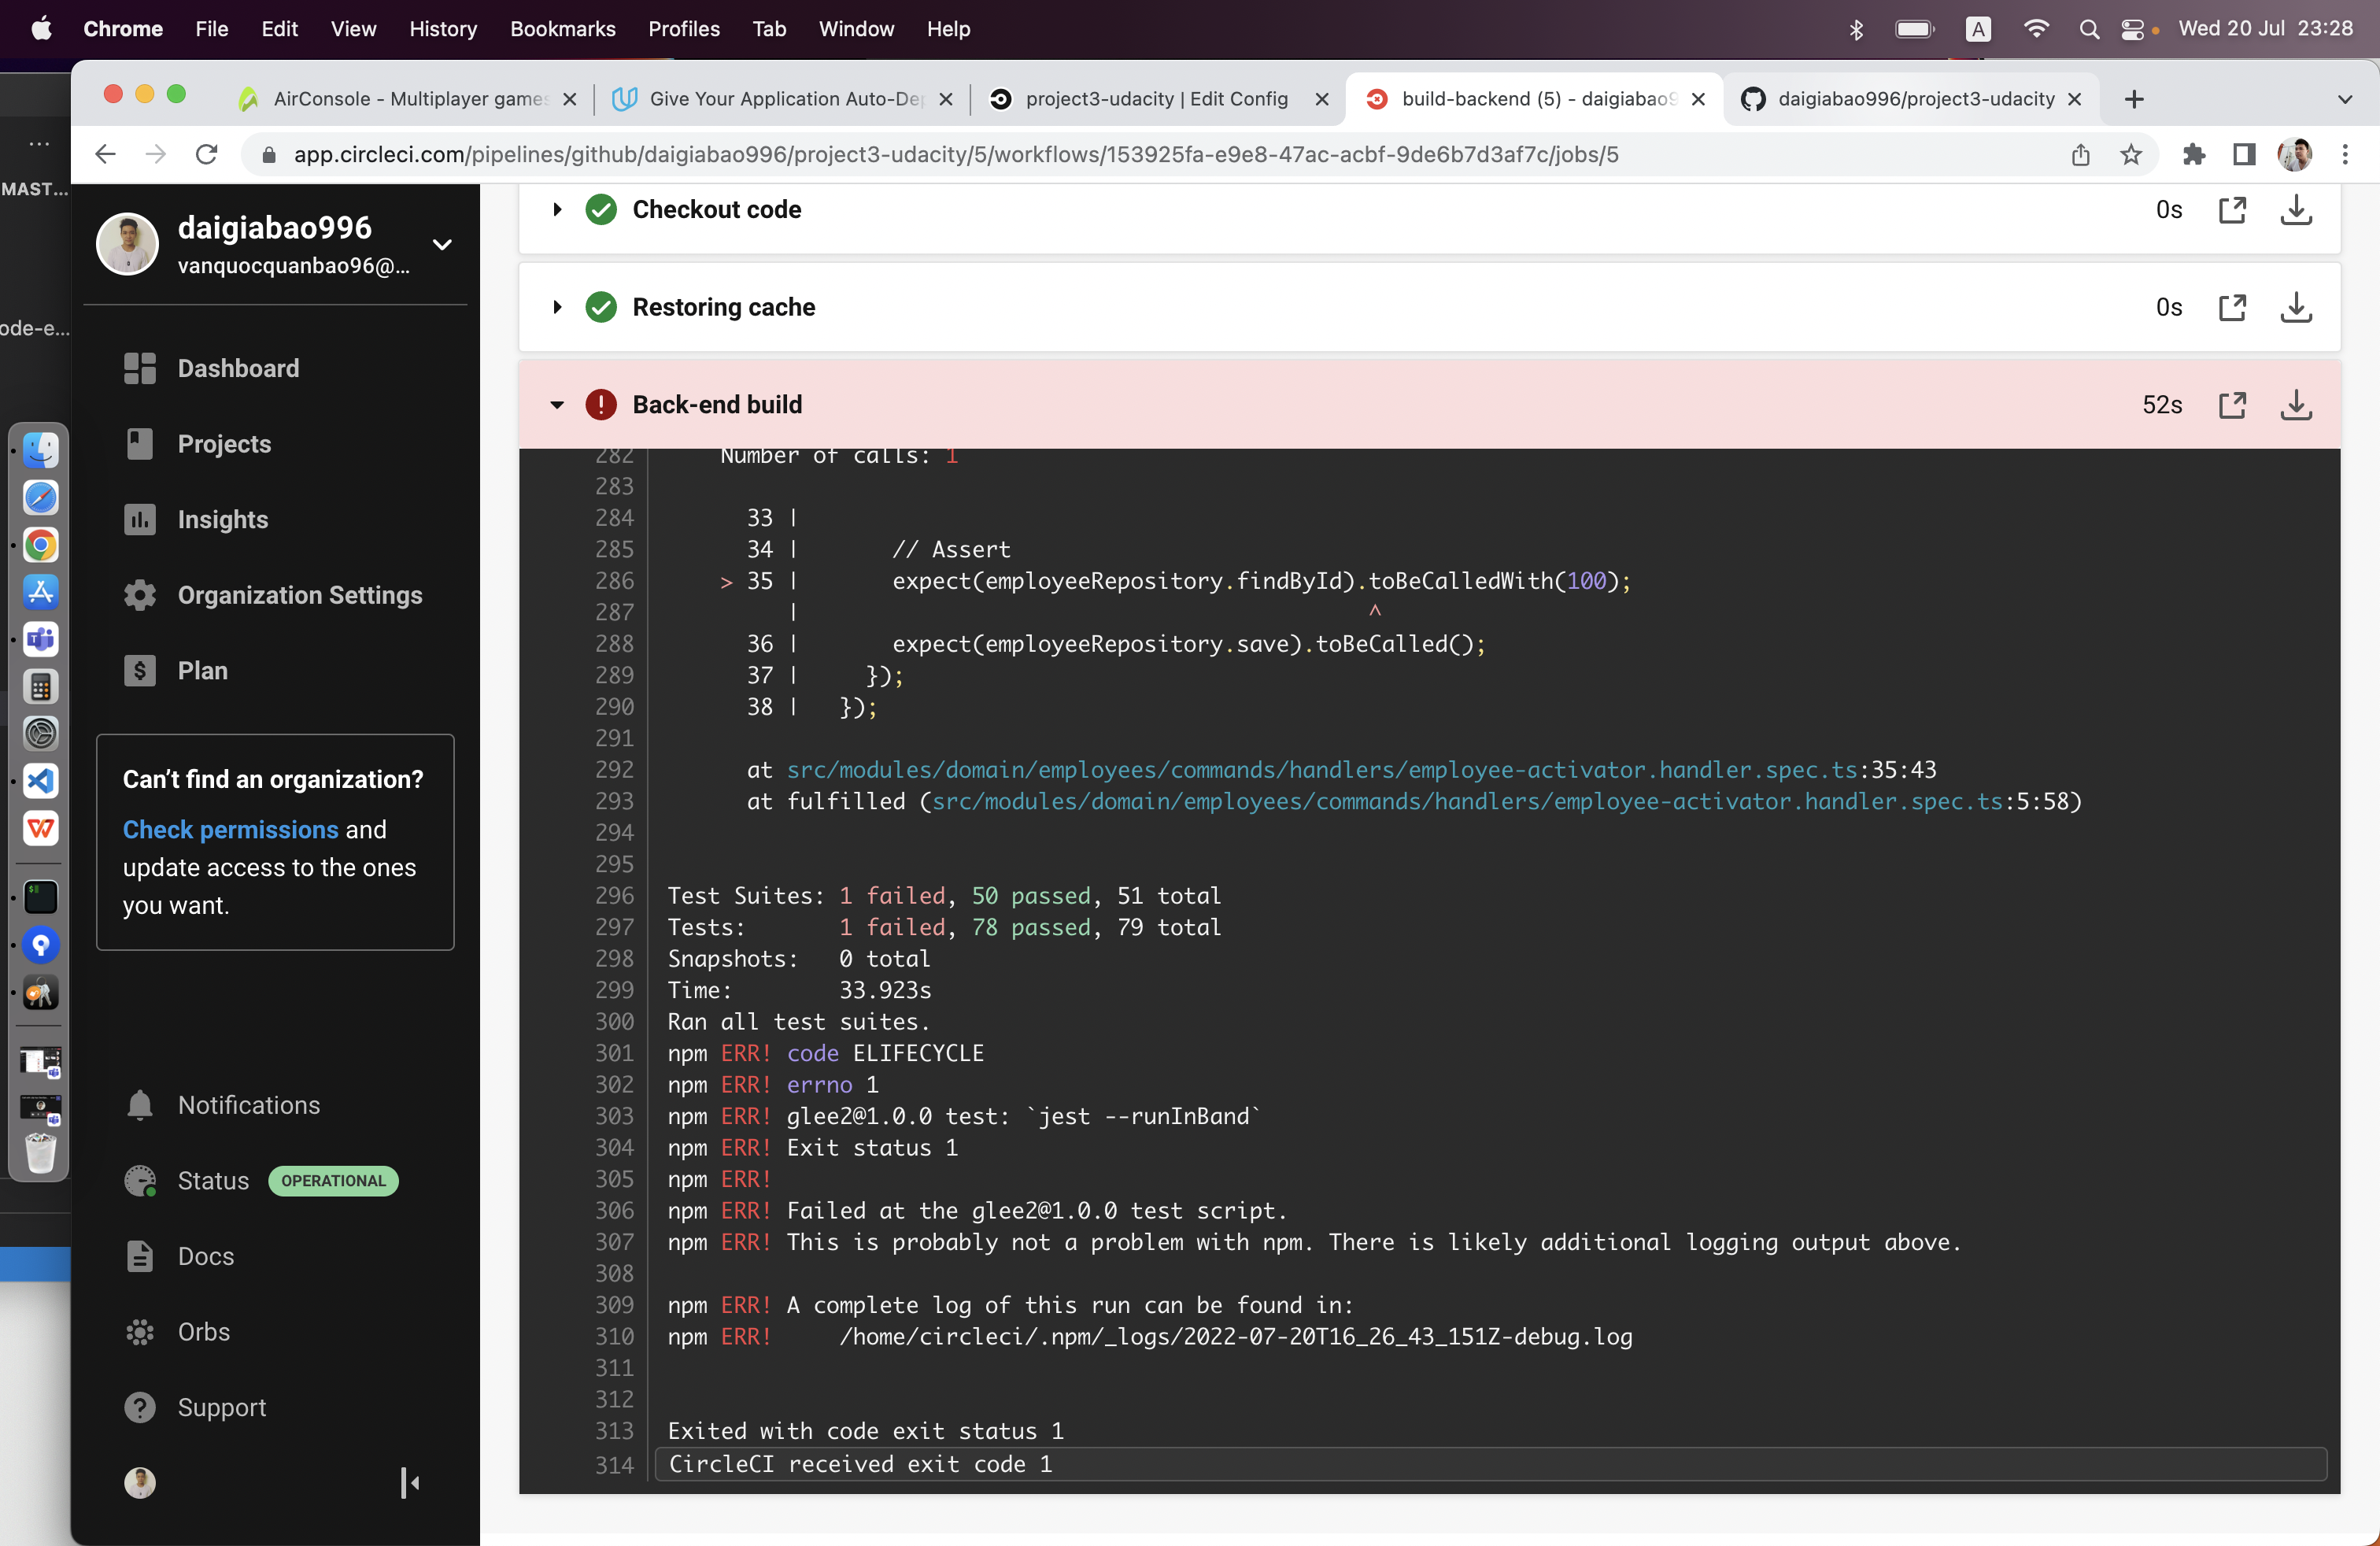 Chrome File Edit View History Bookmarks Profiles Tab Window Help A Wed 20 Jul 23:28
AirConsole - Multiplayer games
Give Your Application Auto-Dep
project3-udacity | Edit Config
build-backend (5) - daigiabao9
daigiabao996/project3-udacity
app.circleci.com/pipelines/github/daigiabao996/project3-udacity/5/workflows/153925fa-e9e8-47ac-acbf-9de6b7d3af7c/jobs/5
...
MAST...
ode-e...
daigiabao996
vanquocquanbao96@...
Dashboard
Projects
Insights
Organization Settings
Plan
Can’t find an organization?
Check permissions and
update access to the ones
you want.
Notifications
Status OPERATIONAL
Docs
Orbs
Support
Checkout code 0s
Restoring cache 0s
Back-end build 52s
282 Number of calls: 1
283
284 33 |
285 34 | // Assert
286 > 35 | expect(employeeRepository.findById).toBeCalledWith(100);
287 | ^
288 36 | expect(employeeRepository.save).toBeCalled();
289 37 | });
290 38 | });
291
292 at src/modules/domain/employees/commands/handlers/employee-activator.handler.spec.ts:35:43
293 at fulfilled (src/modules/domain/employees/commands/handlers/employee-activator.handler.spec.ts:5:58)
294
295
296 Test Suites: 1 failed, 50 passed, 51 total
297 Tests: 1 failed, 78 passed, 79 total
298 Snapshots: 0 total
299 Time: 33.923s
300 Ran all test suites.
301 npm ERR! code ELIFECYCLE
302 npm ERR! errno 1
303 npm ERR! glee2@1.0.0 test: `jest --runInBand`
304 npm ERR! Exit status 1
305 npm ERR!
306 npm ERR! Failed at the glee2@1.0.0 test script.
307 npm ERR! This is probably not a problem with npm. There is likely additional logging output above.
308
309 npm ERR! A complete log of this run can be found in:
310 npm ERR! /home/circleci/.npm/_logs/2022-07-20T16_26_43_151Z-debug.log
311
312
313 Exited with code exit status 1
314 CircleCI received exit code 1